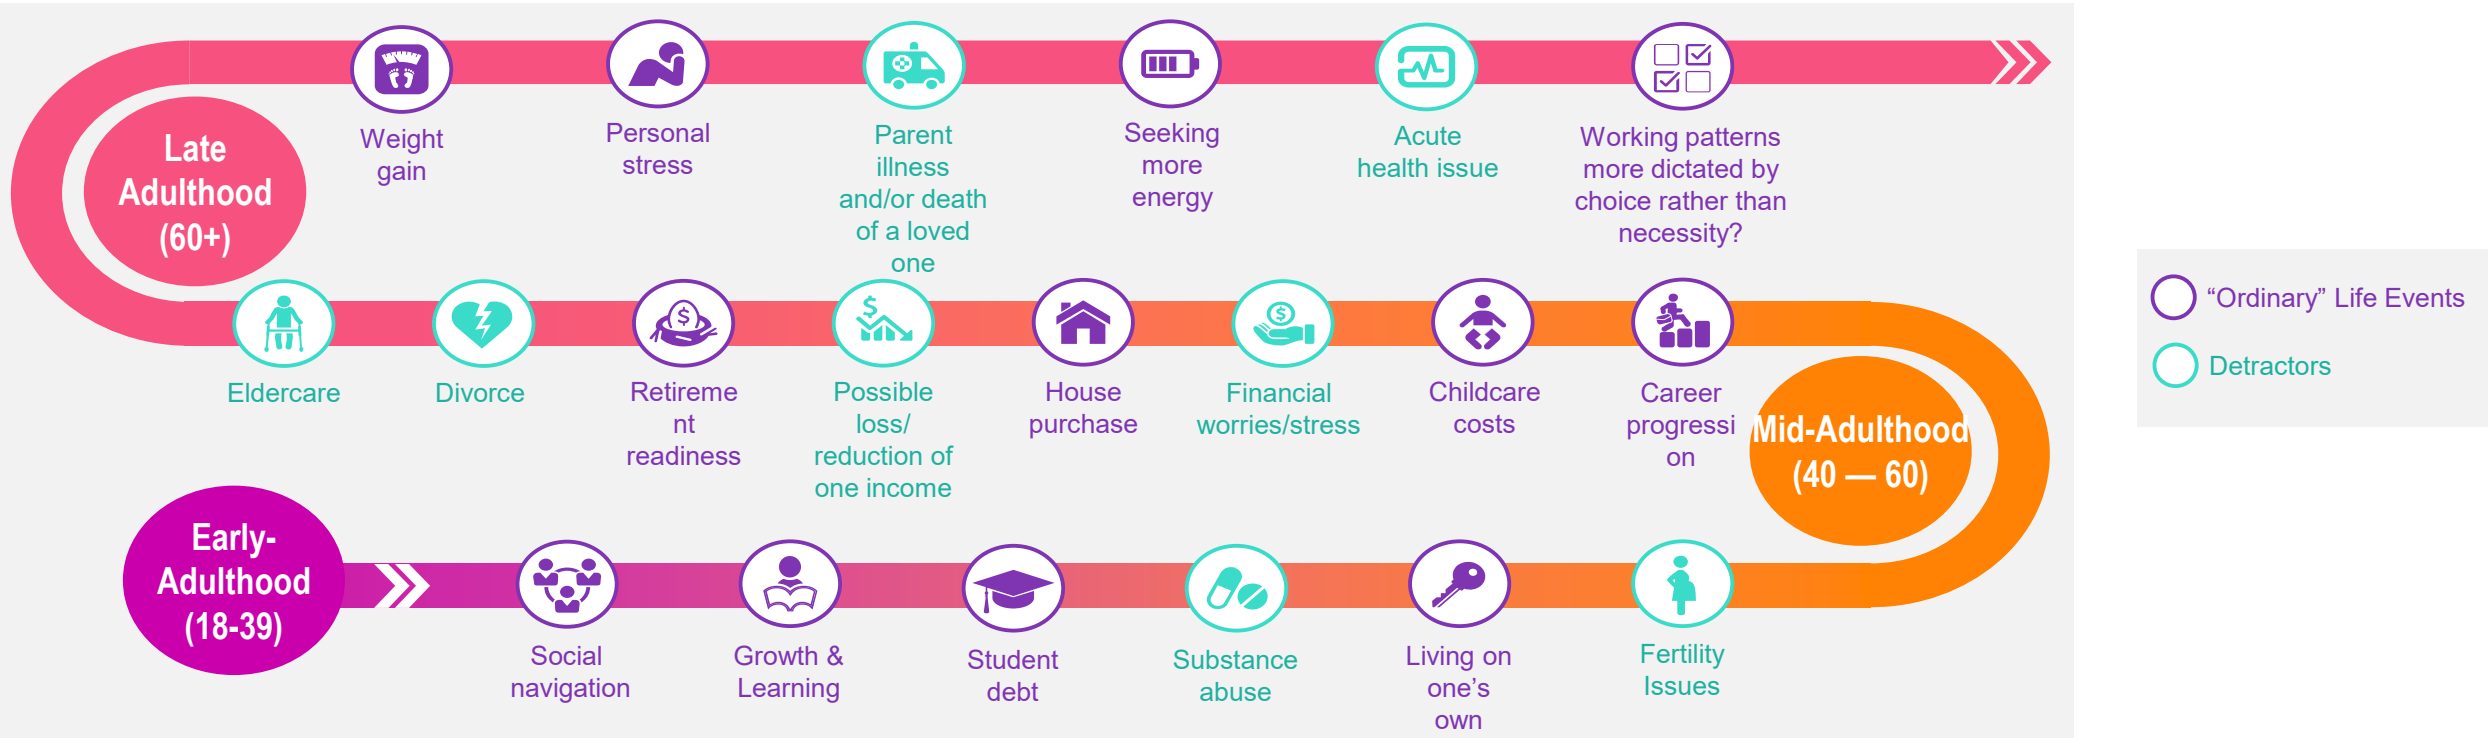 Late
Adulthood
(60+)
Weight
gain
Personal
stress
Parent
illness
and/or death
of a loved
one
Seeking
more
energy
Acute
health issue
Working patterns
more dictated by
choice rather than
necessity?
Eldercare
Divorce
$
Retireme
nt
readiness
$
Possible
loss/
reduction of
one income
House
purchase
$
Financial
worries/stress
Childcare
costs
Career
progressi
on
Mid-Adulthood
(40 — 60)
Early-
Adulthood
(18-39)
Social
navigation
Growth &
Learning
Student
debt
Substance
abuse
Living on
one’s
own
Fertility
Issues
“Ordinary” Life Events
Detractors